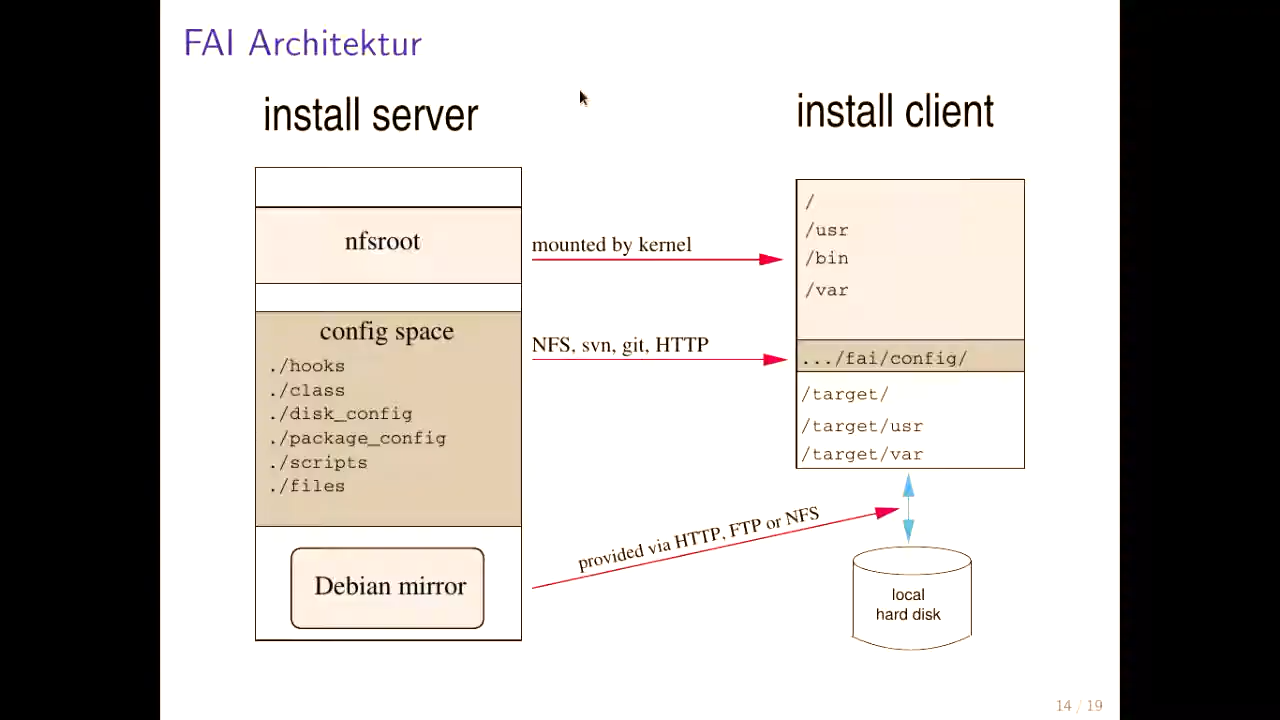 FAI Architektur
install server
install client
nfsroot
mounted by kernel
/
/usr
/bin
/var
config space
./hooks
./class
./disk_config
./package_config
./scripts
./files
NFS, svn, git, HTTP
.../fai/config/
/target/
/target/usr
/target/var
Debian mirror
provided via HTTP, FTP or NFS
local
hard disk
14 / 19